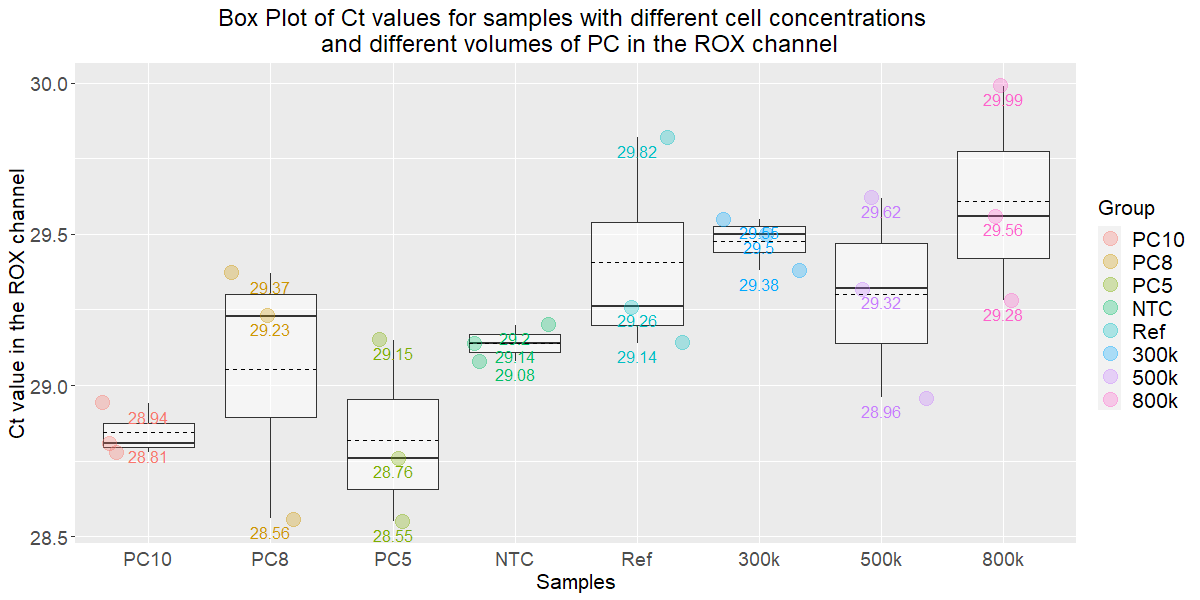 Box Plot of Ct values for samples with different cell concentrations
and different volumes of PC in the ROX channel
Ct value in the ROX channel
30.0
29.5
29.0
28.5
28.94
28.81
29.37
29.23
28.56
29.15
28.76
28.55
29.2
29.14
29.08
29.82
29.26
29.14
29.5
29.38
29.62
29.32
28.96
29.99
29.56
29.28
PC10 PC8 PC5 NTC Ref 300k 500k 800k
Samples
Group
PC10
PC8
PC5
NTC
Ref
300k
500k
800k